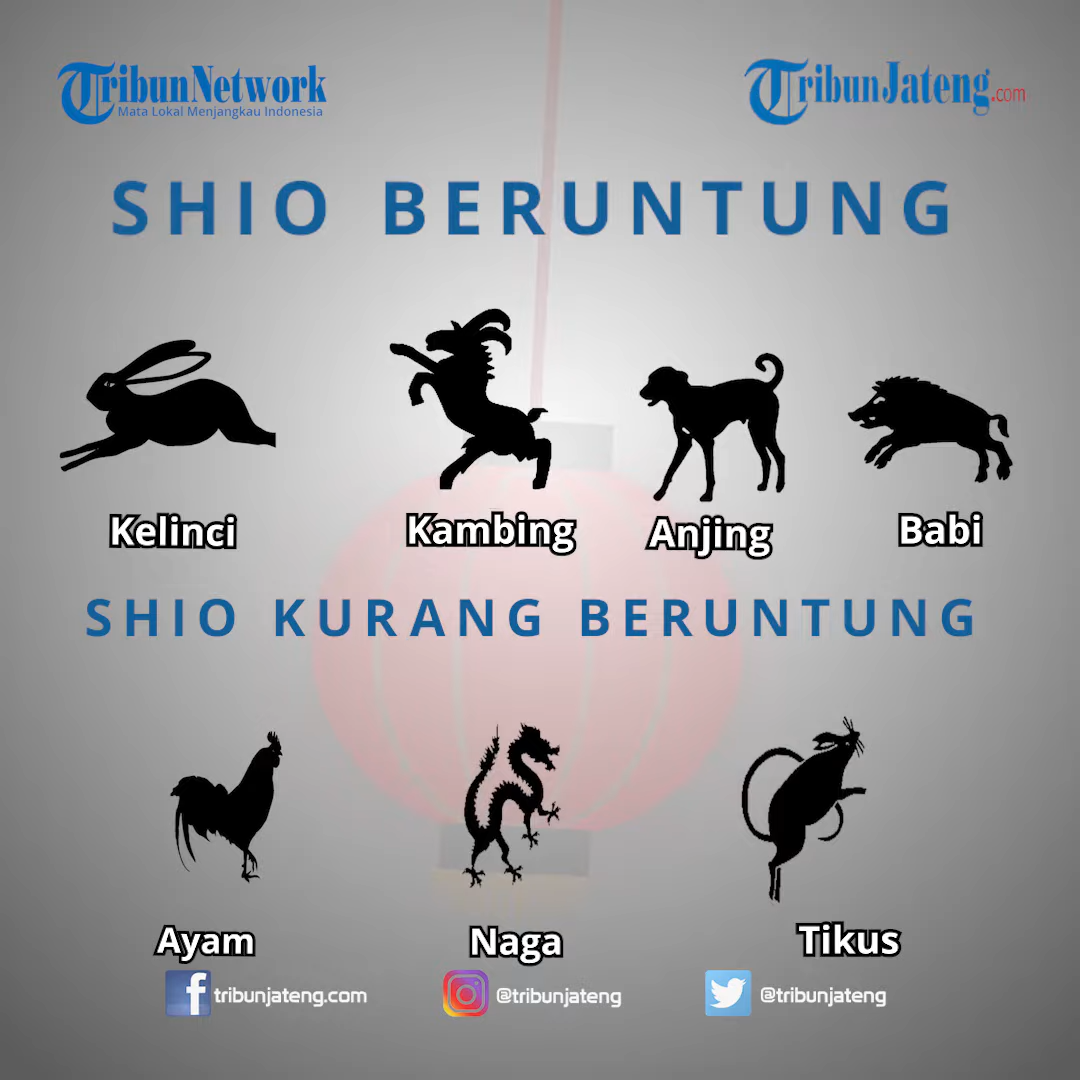 TribunNetwork
Mata Lokal Menjangkau Indonesia
TribunJateng.com
SHIO BERUNTUNG
Kelinci
Kambing
Anjing
Babi
SHIO KURANG BERUNTUNG
Ayam
Naga
Tikus
tribunjateng.com
@tribunjateng
@tribunjateng